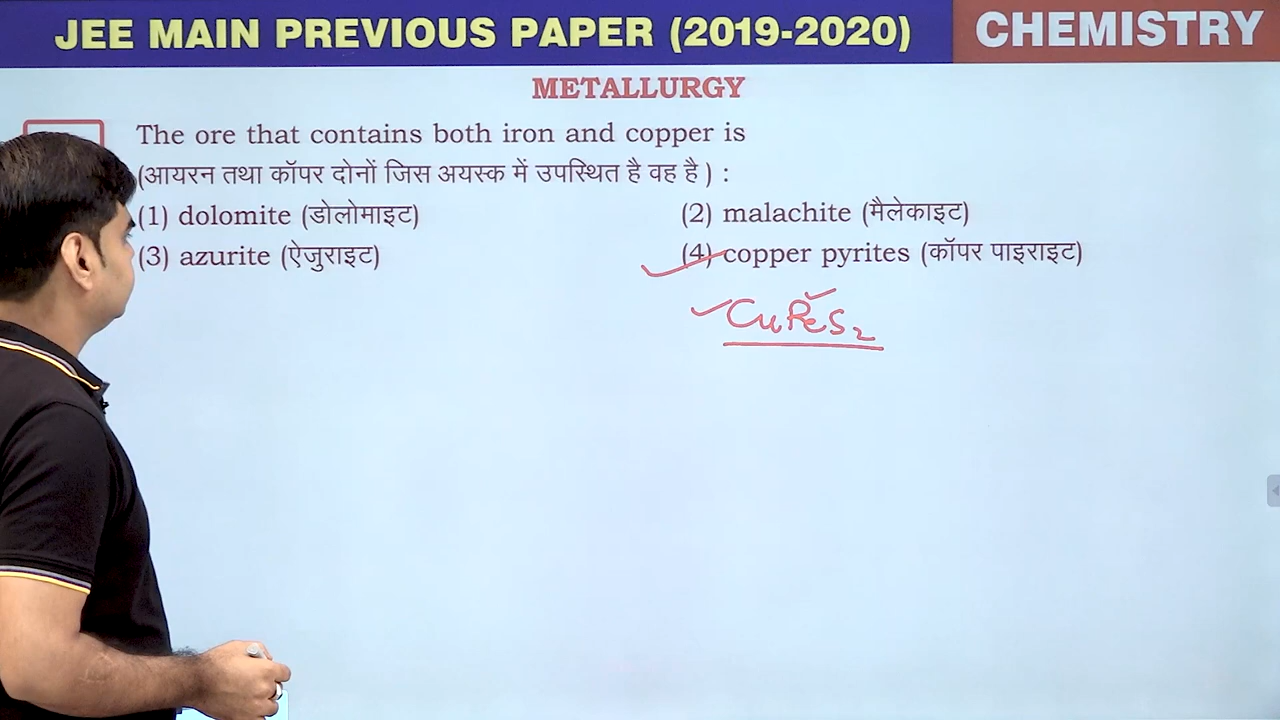 JEE MAIN PREVIOUS PAPER (2019-2020) CHEMISTRY
METALLURGY
The ore that contains both iron and copper is
(आयरन तथा कॉपर दोनों जिस अयस्क में उपस्थित है वह है ) :
(1) dolomite (डोलोमाइट) (2) malachite (मैलेकाइट)
(3) azurite (ऐजुराइट) (4) copper pyrites (कॉपर पाइराइट)
CuFeS₂